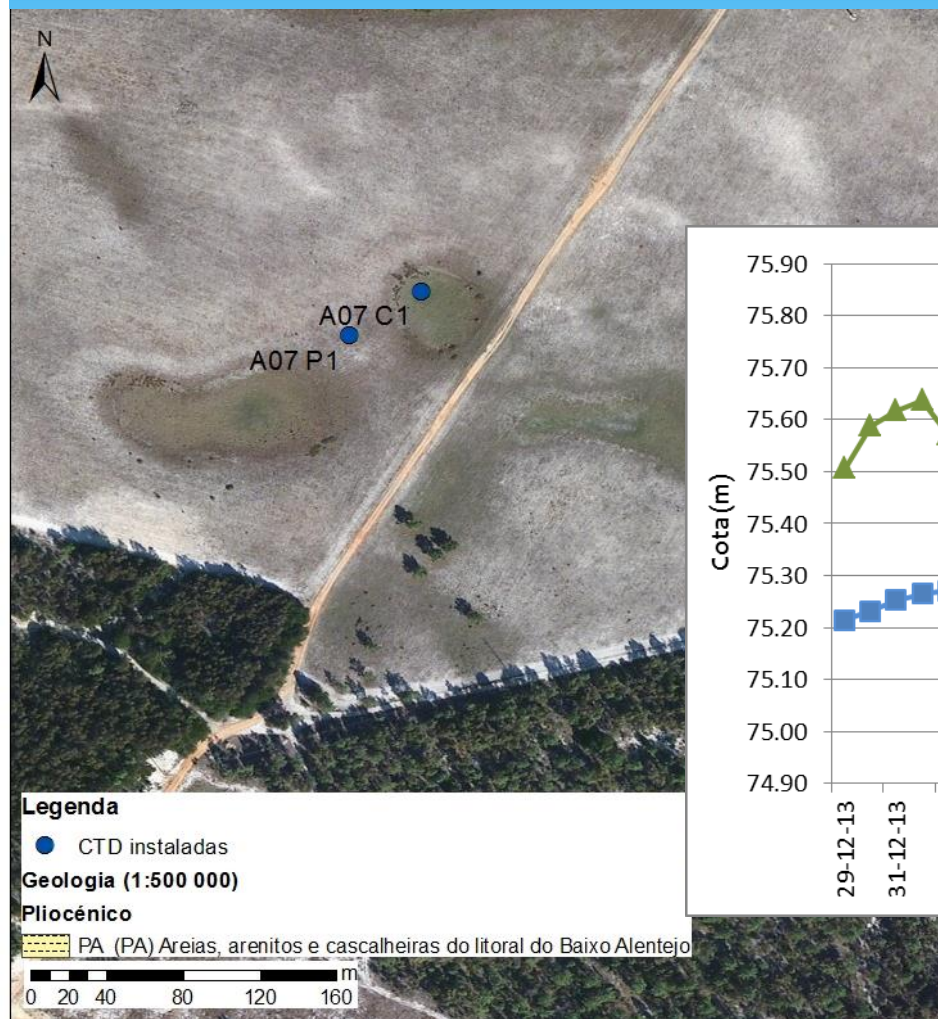 N
A07 C1
A07 P1
Legenda
CTD instaladas
Geologia (1:500 000)
Pliocénico
PA (PA) Areias, arenitos e cascalheiras do litoral do Baixo Alentejo
m
0 20 40 80 120 160
75.90
75.80
75.70
75.60
75.50
75.40
75.30
75.20
75.10
75.00
74.90
Cota (m)
29-12-13
31-12-13